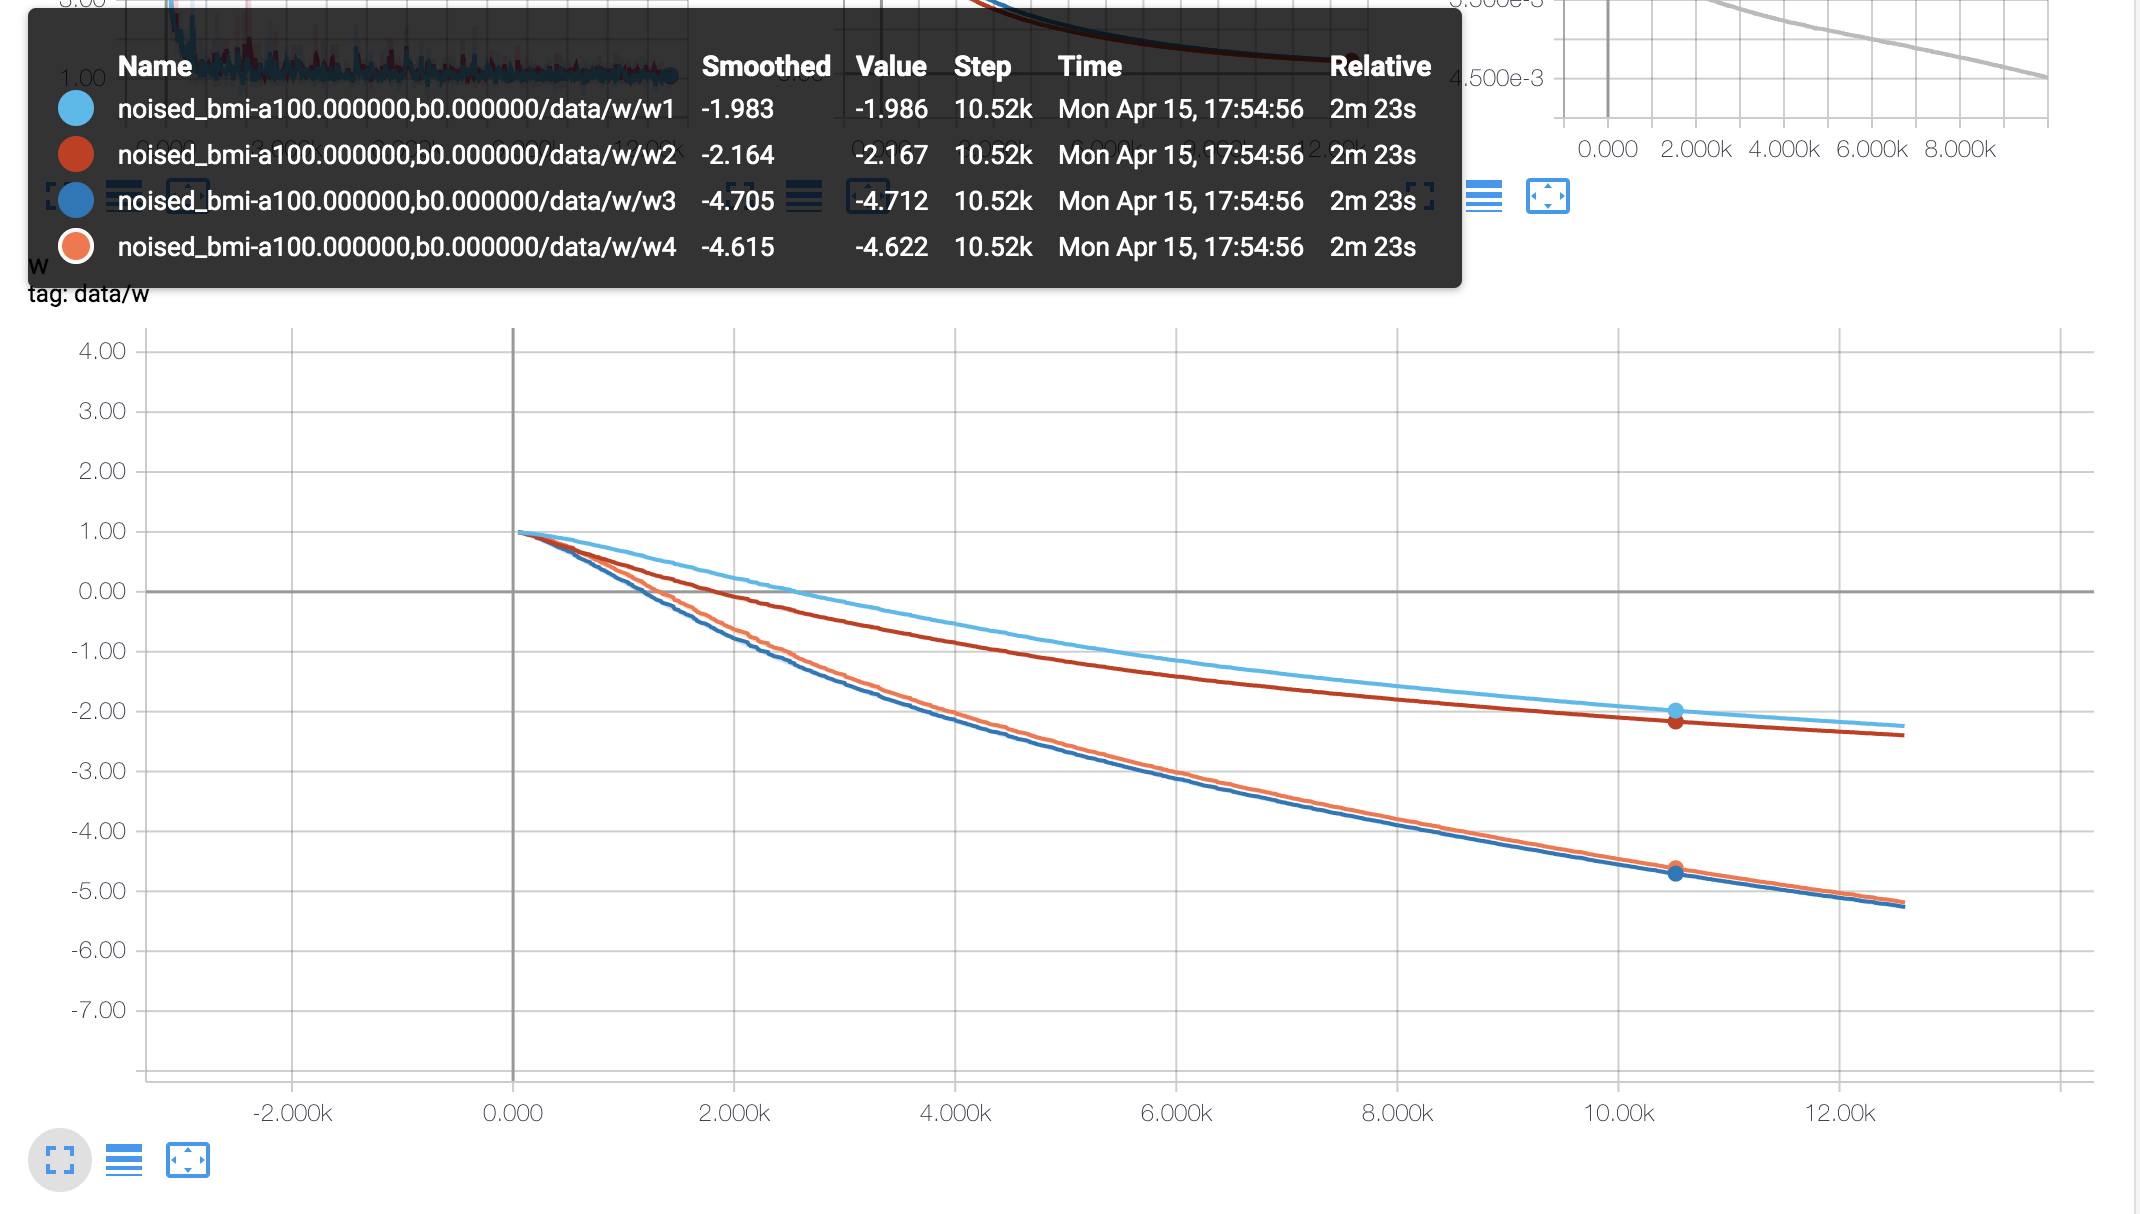 3.00
3.500e-3
Name Smoothed Value Step Time Relative
1.00
4.500e-3
noised_bmi-a100.000000,b0.000000/data/w/w1 -1.983 -1.986 10.52k Mon Apr 15, 17:54:56 2m 23s
noised_bmi-a100.000000,b0.000000/data/w/w2 -2.164 -2.167 10.52k Mon Apr 15, 17:54:56 2m 23s
0.000 2.000k 4.000k 6.000k 8.000k
noised_bmi-a100.000000,b0.000000/data/w/w3 -4.705 -4.712 10.52k Mon Apr 15, 17:54:56 2m 23s
noised_bmi-a100.000000,b0.000000/data/w/w4 -4.615 -4.622 10.52k Mon Apr 15, 17:54:56 2m 23s
w
tag: data/w
4.00
3.00
2.00
1.00
0.00
-1.00
-2.00
-3.00
-4.00
-5.00
-6.00
-7.00
-2.000k 0.000 2.000k 4.000k 6.000k 8.000k 10.00k 12.00k